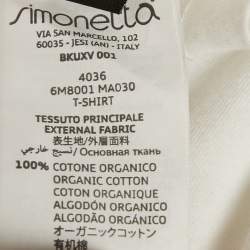 simonetta
VIA SAN MARCELLO, 32
60035 - JESI (AN) - ITALY
BKUXV 001
4036
6M8001 MA030
T-SHIRT
TESSUTO PRINCIPALE
EXTERNAL FABRIC
表生地/外層面料
نسيج خارجي/Основная ткань
100% COTONE ORGANICO
ORGANIC COTTON
COTON ORGANIQUE
ALGODÃO ORGÂNICO
ALGODÓN ORGÁNICO
オーガニックコットン
有机棉